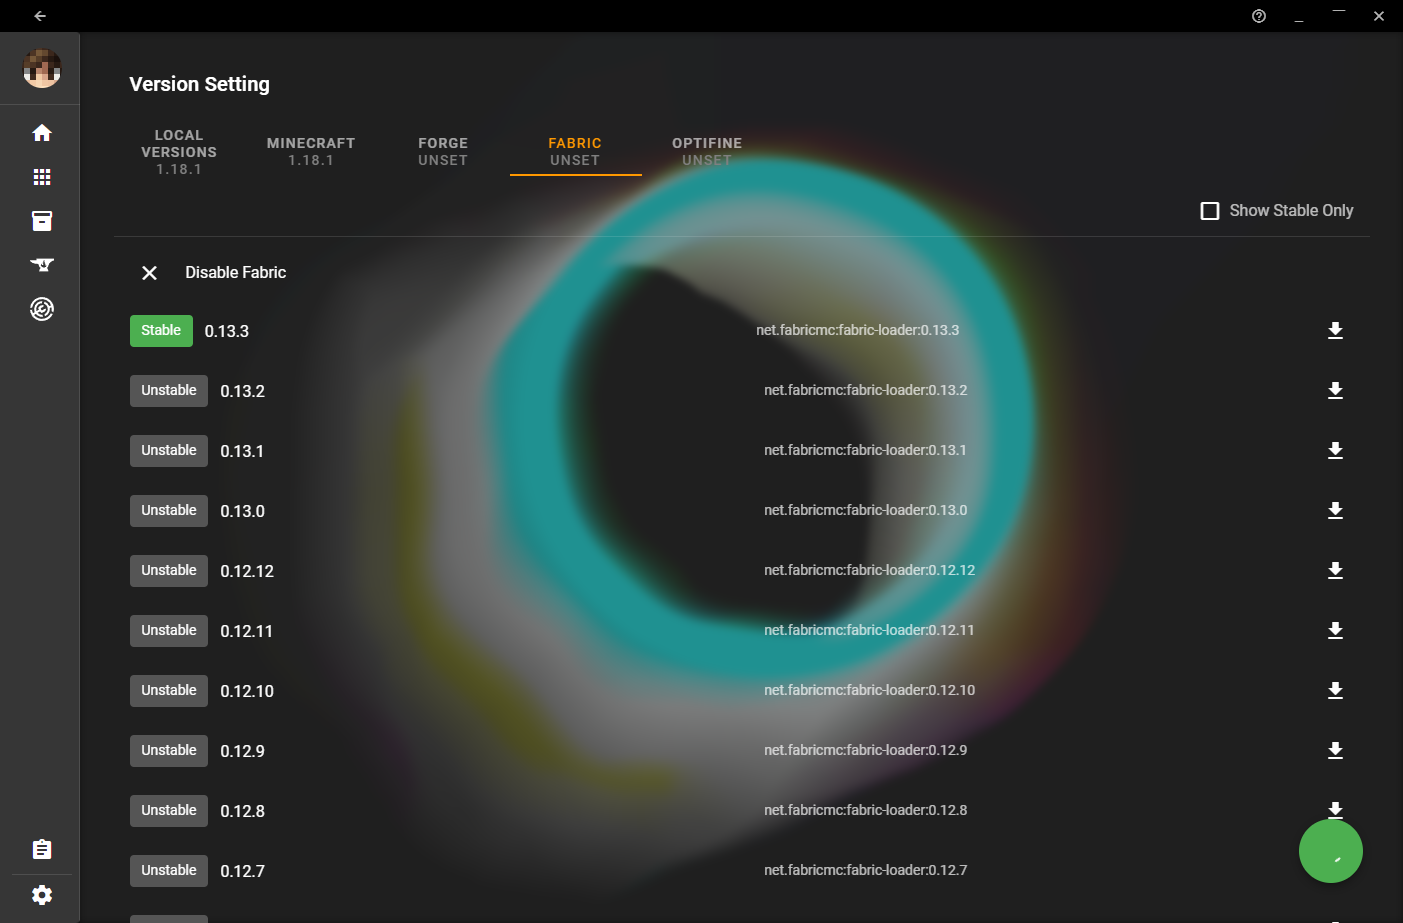 Version Setting
LOCAL
VERSIONS
1.18.1
MINECRAFT
1.18.1
FORGE
UNSET
FABRIC
UNSET
OPTIFINE
UNSET
Show Stable Only
Disable Fabric
Stable 0.13.3 net.fabricmc:fabric-loader:0.13.3
Unstable 0.13.2 net.fabricmc:fabric-loader:0.13.2
Unstable 0.13.1 net.fabricmc:fabric-loader:0.13.1
Unstable 0.13.0 net.fabricmc:fabric-loader:0.13.0
Unstable 0.12.12 net.fabricmc:fabric-loader:0.12.12
Unstable 0.12.11 net.fabricmc:fabric-loader:0.12.11
Unstable 0.12.10 net.fabricmc:fabric-loader:0.12.10
Unstable 0.12.9 net.fabricmc:fabric-loader:0.12.9
Unstable 0.12.8 net.fabricmc:fabric-loader:0.12.8
Unstable 0.12.7 net.fabricmc:fabric-loader:0.12.7